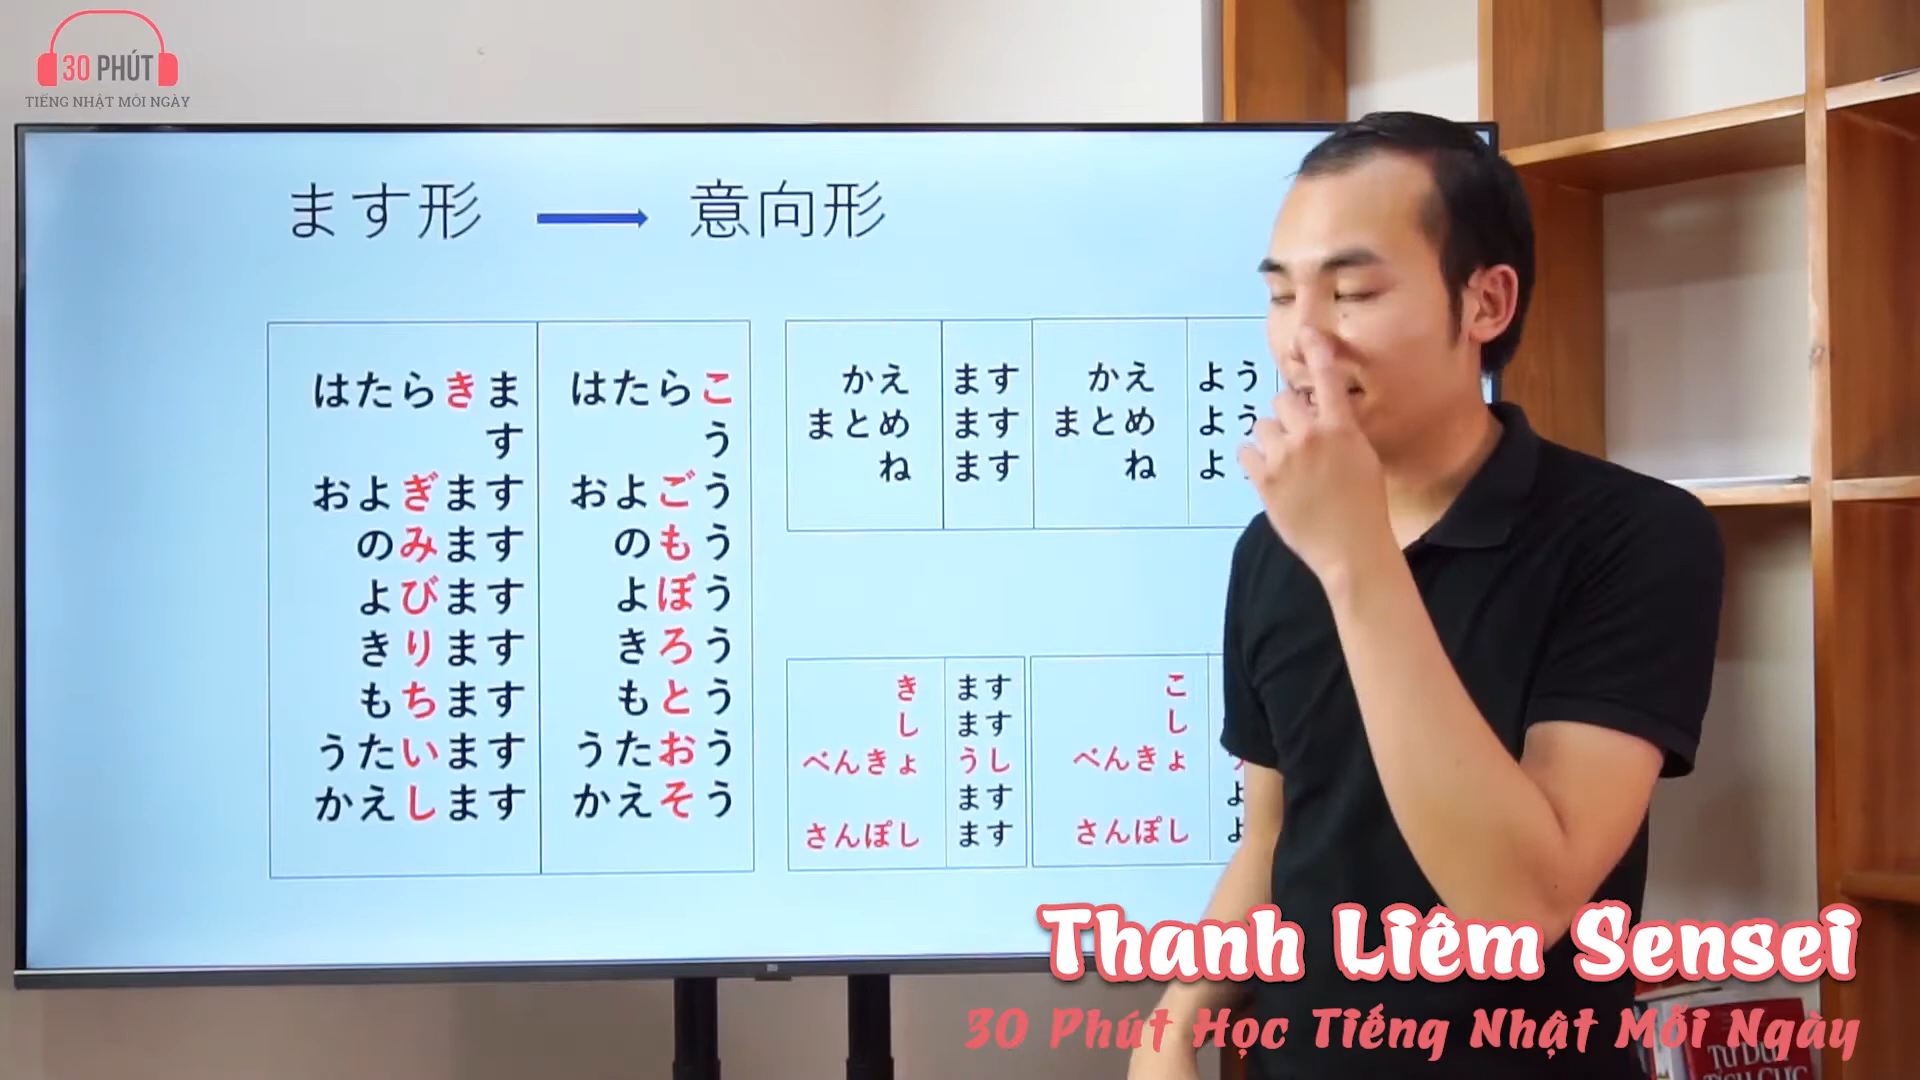 30 PHÚT
TIẾNG NHẬT MỖI NGÀY
ます形 意向形
はたらきま
す
およぎます
のみます
よびます
きります
もちます
うたいます
かえします
はたらこ
う
およごう
のもう
よぼう
きろう
もとう
うたおう
かえそう
かえ ます かえ よう
まとめ ます まとめ よう
ね ます ね よ
き ます こ
し ます し
べんきょ うし べんきょ
ます
さんぽし ます さんぽし
Thanh Liêm Sensei
30 Phút Học Tiếng Nhật Mỗi Ngày
TƯ DUY
TÍCH CỰC